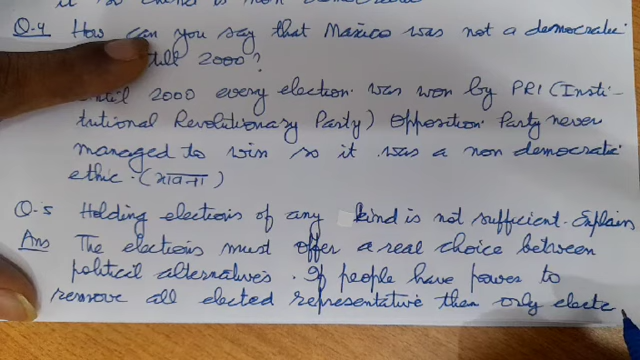 Q.4 How can you say that Maxico was not a democratic
till 2000?
Until 2000 every election was won by PRI (Insti-
tutional Revolutionary Party) Opposition Party never
managed to win so it was a non democratic
ethic. (भावना)
Q.5 Holding elections of any kind is not sufficient. Explain
Ans The elections must offer a real choice between
political alternatives. If people have power to
remove all elected representative then only electe